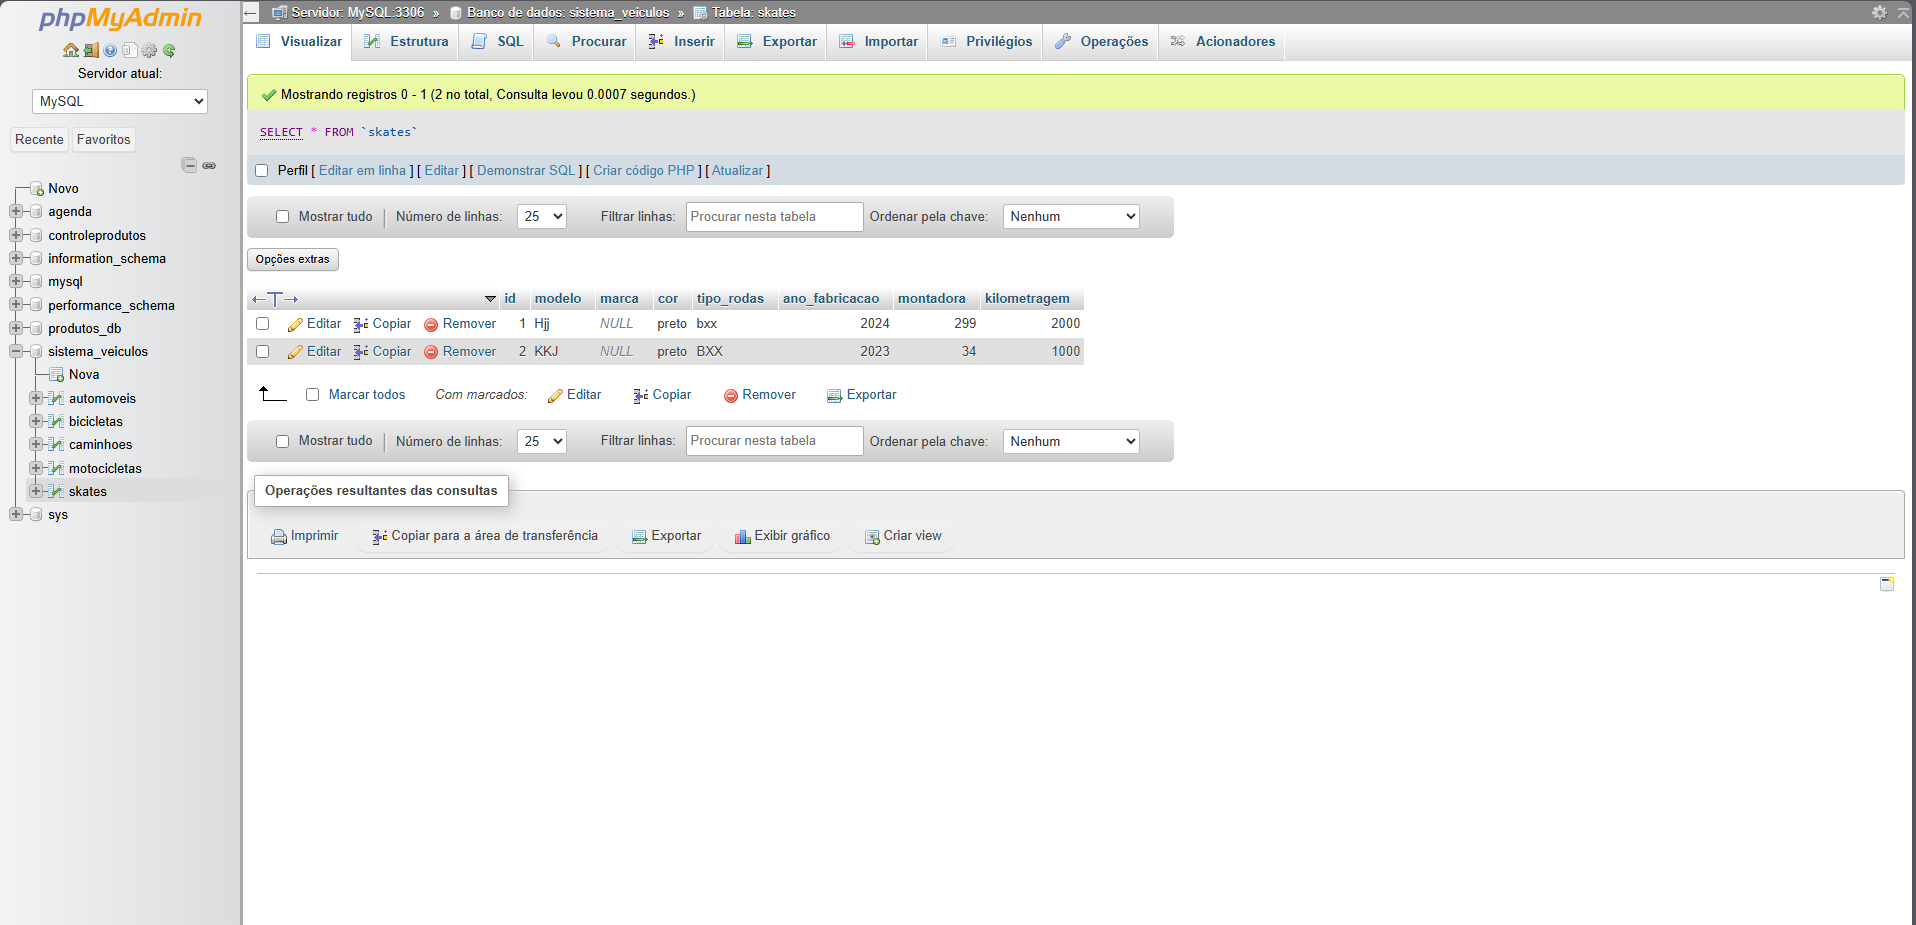 phpMyAdmin
Servidor atual:
MySQL
Recente Favoritos
Novo
agenda
controleprodutos
information_schema
mysql
performance_schema
produtos_db
sistema_veiculos
Nova
automoveis
bicicletas
caminhoes
motocicletas
skates
sys
Servidor: MySQL:3306 » Banco de dados: sistema_veiculos » Tabela: skates
Visualizar Estrutura SQL Procurar Inserir Exportar Importar Privilégios Operações Acionadores
Mostrando registros 0 - 1 (2 no total, Consulta levou 0.0007 segundos.)
SELECT * FROM `skates`
Perfil [ Editar em linha ] [ Editar ] [ Demonstrar SQL ] [ Criar código PHP ] [ Atualizar ]
Mostrar tudo Número de linhas: 25 Filtrar linhas: Procurar nesta tabela Ordenar pela chave: Nenhum
Opções extras
id modelo marca cor tipo_rodas ano_fabricacao montadora kilometragem
Editar Copiar Remover 1 Hjj NULL preto bxx 2024 299 2000
Editar Copiar Remover 2 KKJ NULL preto BXX 2023 34 1000
Marcar todos Com marcados: Editar Copiar Remover Exportar
Mostrar tudo Número de linhas: 25 Filtrar linhas: Procurar nesta tabela Ordenar pela chave: Nenhum
Operações resultantes das consultas
Imprimir Copiar para a área de transferência Exportar Exibir gráfico Criar view